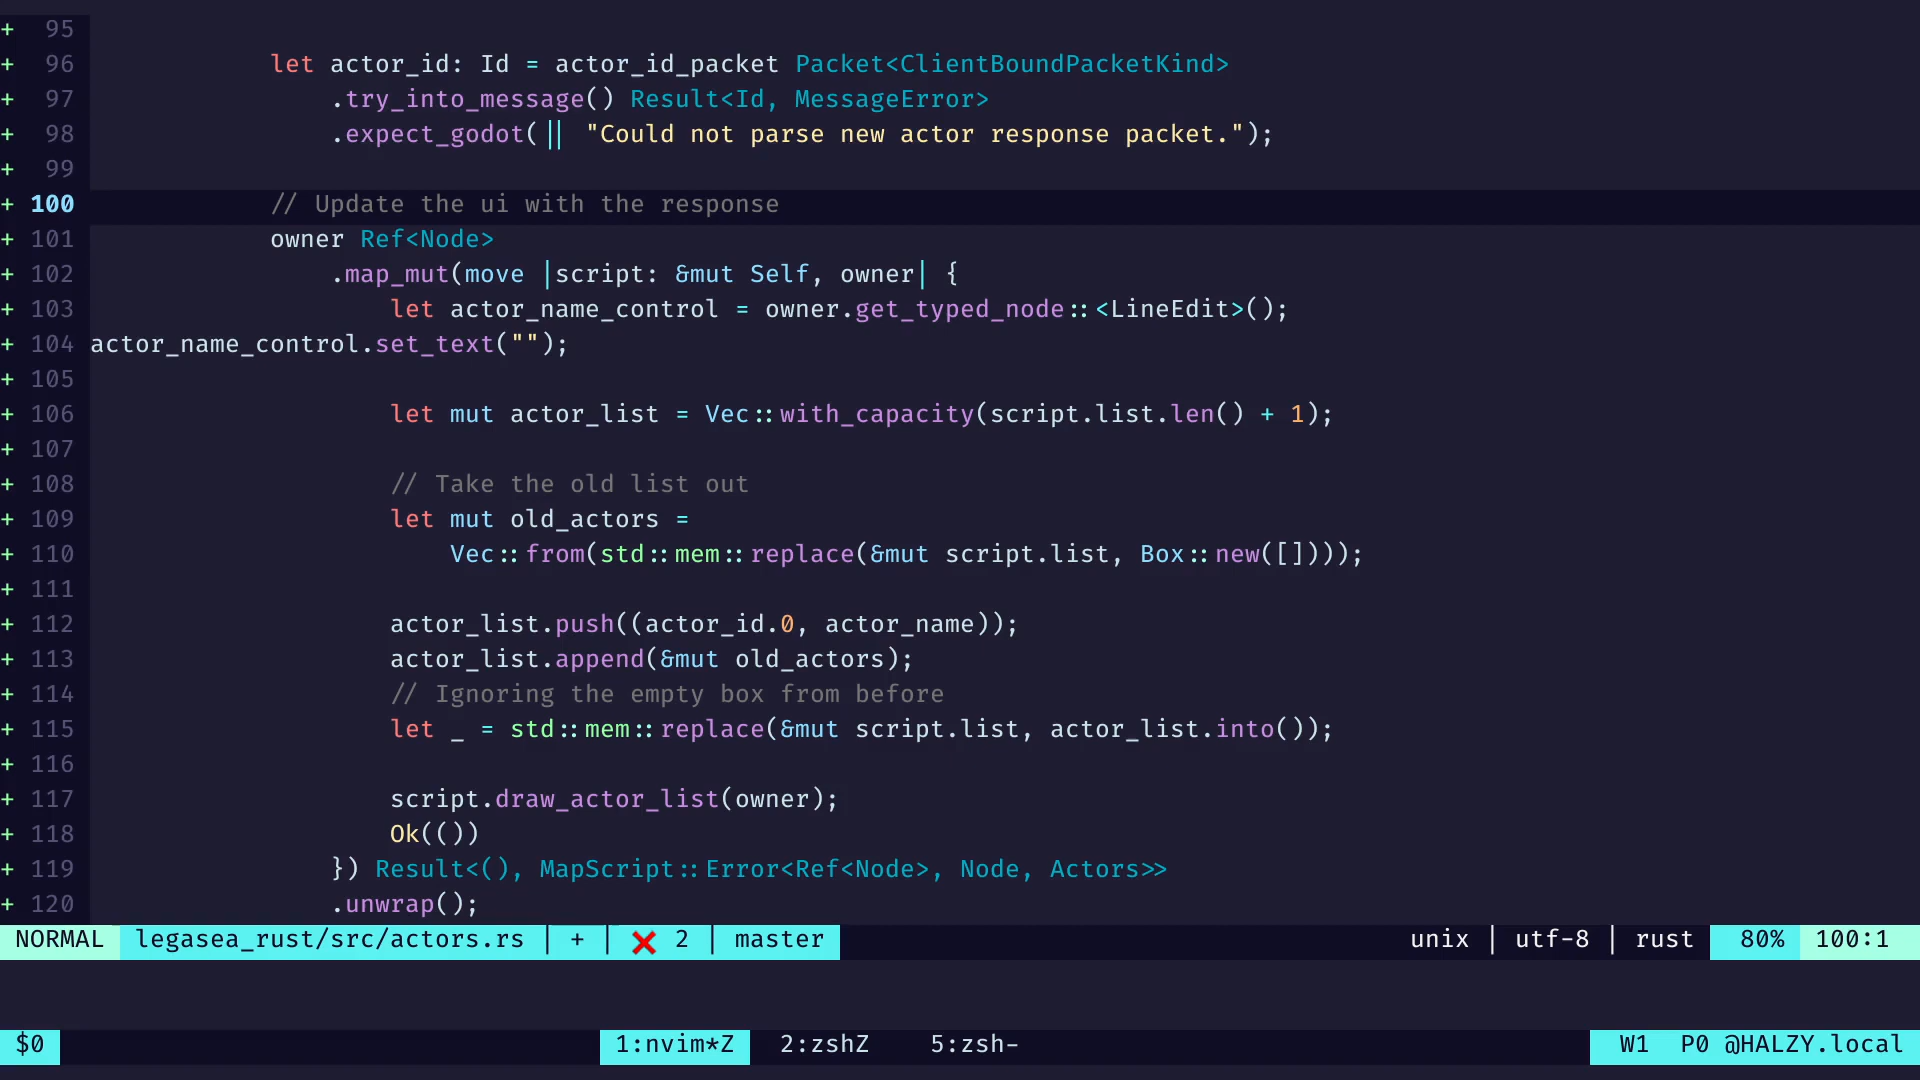 +  95
+  96             let actor_id: Id = actor_id_packet Packet<ClientBoundPacketKind>
+  97                 .try_into_message() Result<Id, MessageError>
+  98                 .expect_godot(|| "Could not parse new actor response packet.");
+  99
+ 100             // Update the ui with the response
+ 101             owner Ref<Node>
+ 102                 .map_mut(move |script: &mut Self, owner| {
+ 103                     let actor_name_control = owner.get_typed_node::<LineEdit>();
+ 104 actor_name_control.set_text("");
+ 105
+ 106                     let mut actor_list = Vec::with_capacity(script.list.len() + 1);
+ 107
+ 108                     // Take the old list out
+ 109                     let mut old_actors =
+ 110                         Vec::from(std::mem::replace(&mut script.list, Box::new([])));
+ 111
+ 112                     actor_list.push((actor_id.0, actor_name));
+ 113                     actor_list.append(&mut old_actors);
+ 114                     // Ignoring the empty box from before
+ 115                     let _ = std::mem::replace(&mut script.list, actor_list.into());
+ 116
+ 117                     script.draw_actor_list(owner);
+ 118                     Ok(())
+ 119                 }) Result<(), MapScript::Error<Ref<Node>, Node, Actors>>
+ 120                 .unwrap();
NORMAL legasea_rust/src/actors.rs | + | ❌ 2 | master unix | utf-8 | rust 80% 100:1
$0 1:nvim*Z 2:zshZ 5:zsh- W1 P0 @HALZY.local